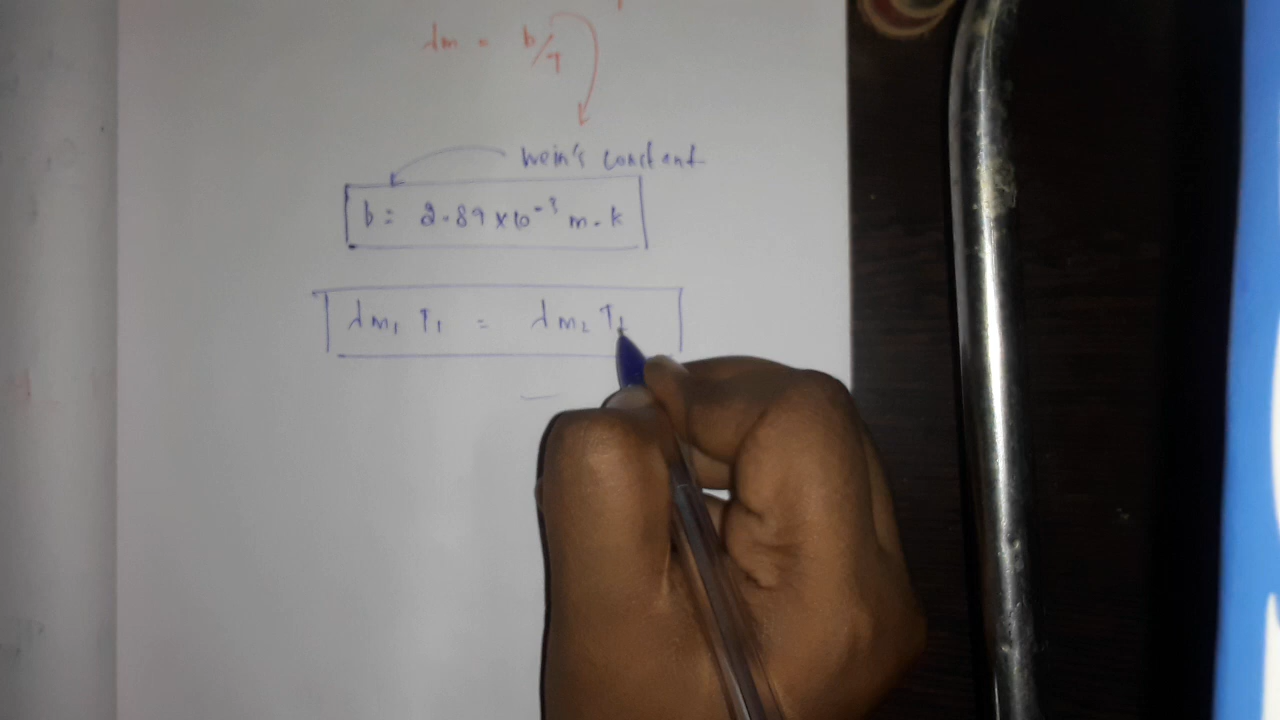 λm = b/T
wein's constant
b = 2.89 × 10⁻³ m-k
λm₁ T₁ = λm₂ T₂